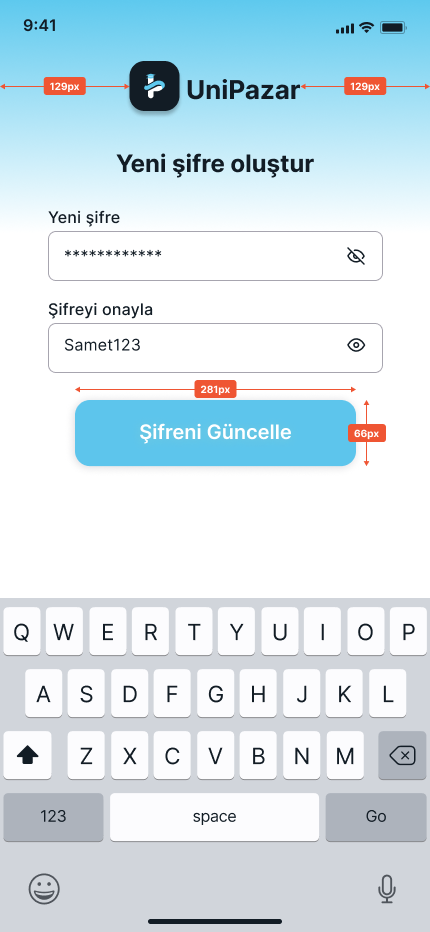 9:41
129px UniPazar 129px
Yeni şifre oluştur
Yeni şifre
************
Şifreyi onayla
Samet123
281px
Şifreni Güncelle 66px
Q W E R T Y U I O P
A S D F G H J K L
Z X C V B N M
123 space Go